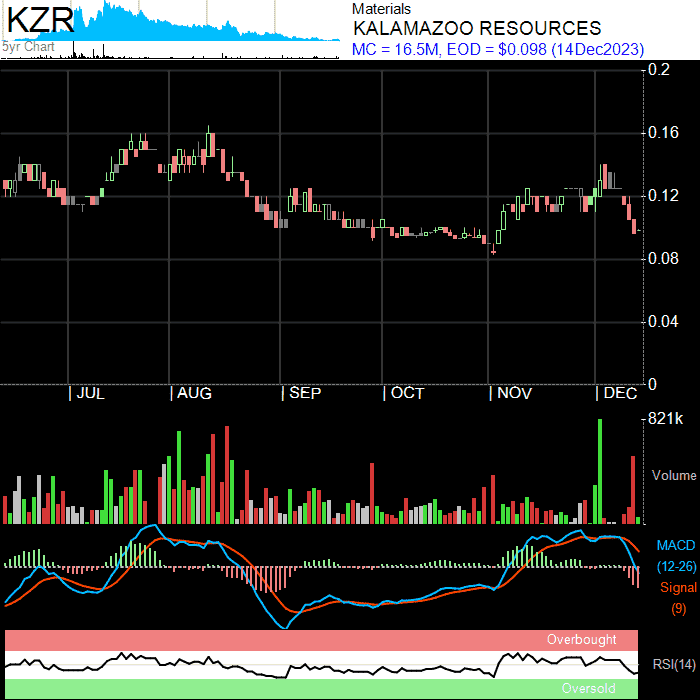 KZR
5yr Chart
Materials
KALAMAZOO RESOURCES
MC = 16.5M, EOD = $0.098 (14Dec2023)
0.2
0.16
0.12
0.08
0.04
0
JUL AUG SEP OCT NOV DEC
821k
Volume
MACD
(12-26)
Signal
(9)
Overbought
RSI(14)
Oversold